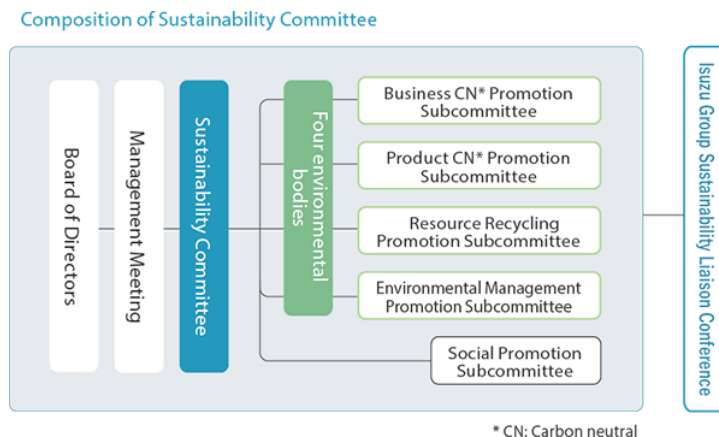 Composition of Sustainability Committee
Board of Directors
Management Meeting
Sustainability Committee
Four environmental
bodies
Business CN* Promotion
Subcommittee
Product CN* Promotion
Subcommittee
Resource Recycling
Promotion Subcommittee
Environmental Management
Promotion Subcommittee
Social Promotion
Subcommittee
Isuzu Group Sustainability Liaison Conference
* CN: Carbon neutral